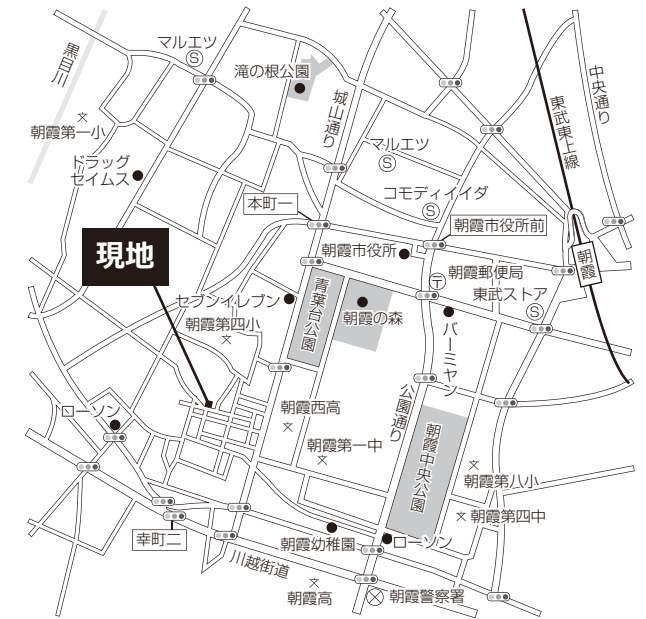 マルエツ
Ⓢ
黒目川
滝の根公園
城山通り
中央通り
東武東上線
朝霞第一小
マルエツ
Ⓢ
ドラッグ
セイムス
コモディイイダ
Ⓢ
本町一
朝霞市役所前
現地
朝霞市役所
朝霞
〒
朝霞郵便局
セブンイレブン
青葉台公園
朝霞の森
東武ストア
Ⓢ
朝霞第四小
文
バーミヤン
公園通り
ローソン
朝霞西高
文
朝霞中央公園
朝霞第一中
文
文
朝霞第八小
文
朝霞第四中
幸町二
朝霞幼稚園
ローソン
川越街道
文
朝霞高
朝霞警察署